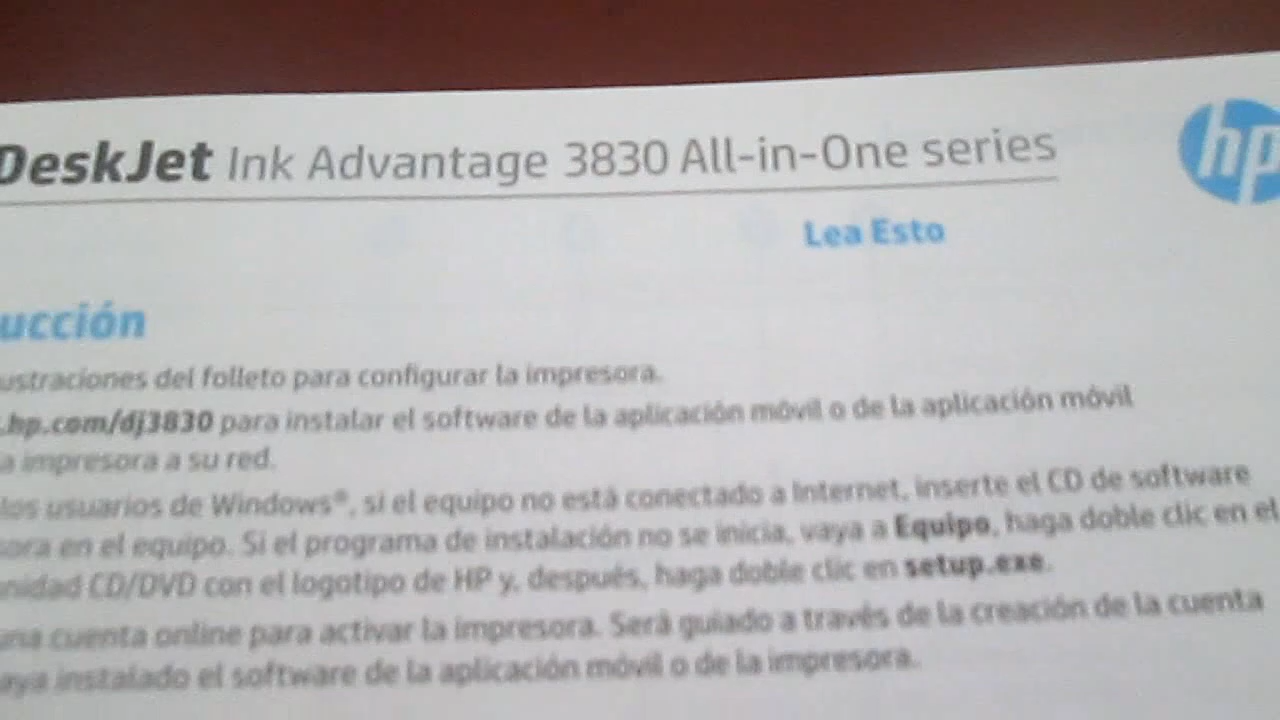 DeskJet Ink Advantage 3830 All-in-One series
hp
Lea Esto
ucción
ustraciones del folleto para configurar la impresora.
.hp.com/dj3830 para instalar el software de la aplicación móvil o de la aplicación móvil
a impresora a su red.
los usuarios de Windows®, si el equipo no está conectado a Internet, inserte el CD de software
sora en el equipo. Si el programa de instalación no se inicia, vaya a Equipo, haga doble clic en el
nidad CD/DVD con el logotipo de HP y, después, haga doble clic en setup.exe.
una cuenta online para activar la impresora. Será guiado a través de la creación de la cuenta
aya instalado el software de la aplicación móvil o de la impresora.